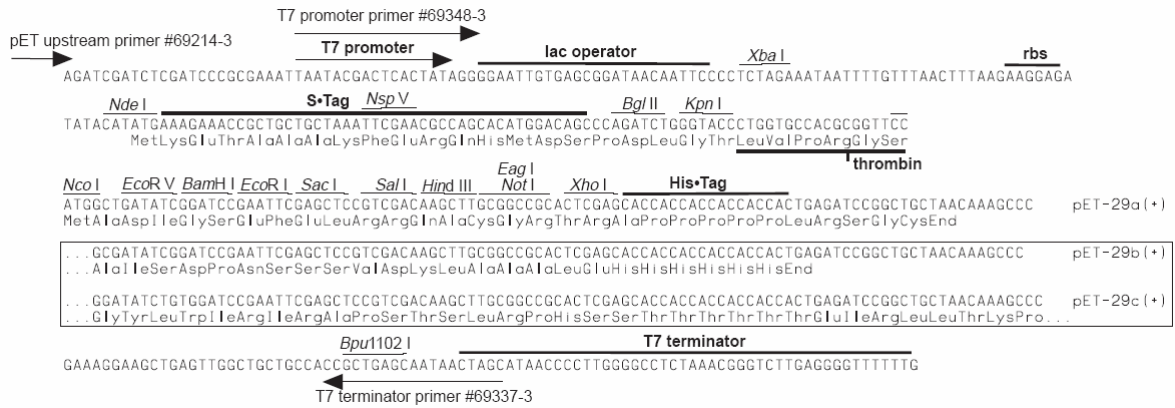 T7 promoter primer #69348-3
pET upstream primer #69214-3
T7 promoter
lac operator
Xba I
rbs
AGATCGATCTCGATCCCGCGAAATTAATACGACTCACTATAGGGGAATTGTGAGCGGATAACAATTCCCCTCTAGAAATAATTTTGTTTAACTTTAAGAAGGAGA
Nde I
S•Tag
Nsp V
Bgl II
Kpn I
TATACATATGAAAGAAACCGCTGCTGCTAAATTCGAACGCCAGCACATGGACAGCCCAGATCTGGGTACCCTGGTGCCACGCGGTTCC
MetLysGluThrAlaAlaAlaLysPheGluArgGlnHisMetAspSerProAspLeuGlyThrLeuValProArgGlySer
thrombin
Nco I
EcoR V
BamH I
EcoR I
Sac I
Sal I
Hind III
Eag I
Not I
Xho I
His•Tag
ATGGCTGATATCGGATCCGAATTCGAGCTCCGTCGACAAGCTTGCGGCCGCACTCGAGCACCACCACCACCACCACTGAGATCCGGCTGCTAACAAAGCCC pET-29a(+)
MetAlaAspIleGlySerGluPheGluLeuArgArgGlnAlaCysGlyArgThrArgAlaProProProProProProLeuArgSerGlyCysEnd
...GCGATATCGGATCCGAATTCGAGCTCCGTCGACAAGCTTGCGGCCGCACTCGAGCACCACCACCACCACCACTGAGATCCGGCTGCTAACAAAGCCC pET-29b(+)
...AlaIleSerAspProAsnSerSerSerValAspLysLeuAlaAlaAlaLeuGluHisHisHisHisHisHisEnd
...GGATATCTGTGGATCCGAATTCGAGCTCCGTCGACAAGCTTGCGGCCGCACTCGAGCACCACCACCACCACCACTGAGATCCGGCTGCTAACAAAGCCC pET-29c(+)
...GlyTyrLeuTrpIleArgIleArgAlaProSerThrSerLeuArgProHisSerSerThrThrThrThrThrThrGluIleArgLeuLeuThrLysPro...
Bpu1102 I
T7 terminator
GAAAGGAAGCTGAGTTGGCTGCTGCCACCGCTGAGCAATAACTAGCATAACCCCTTGGGGCCTCTAAACGGGTCTTGAGGGGTTTTTTG
T7 terminator primer #69337-3